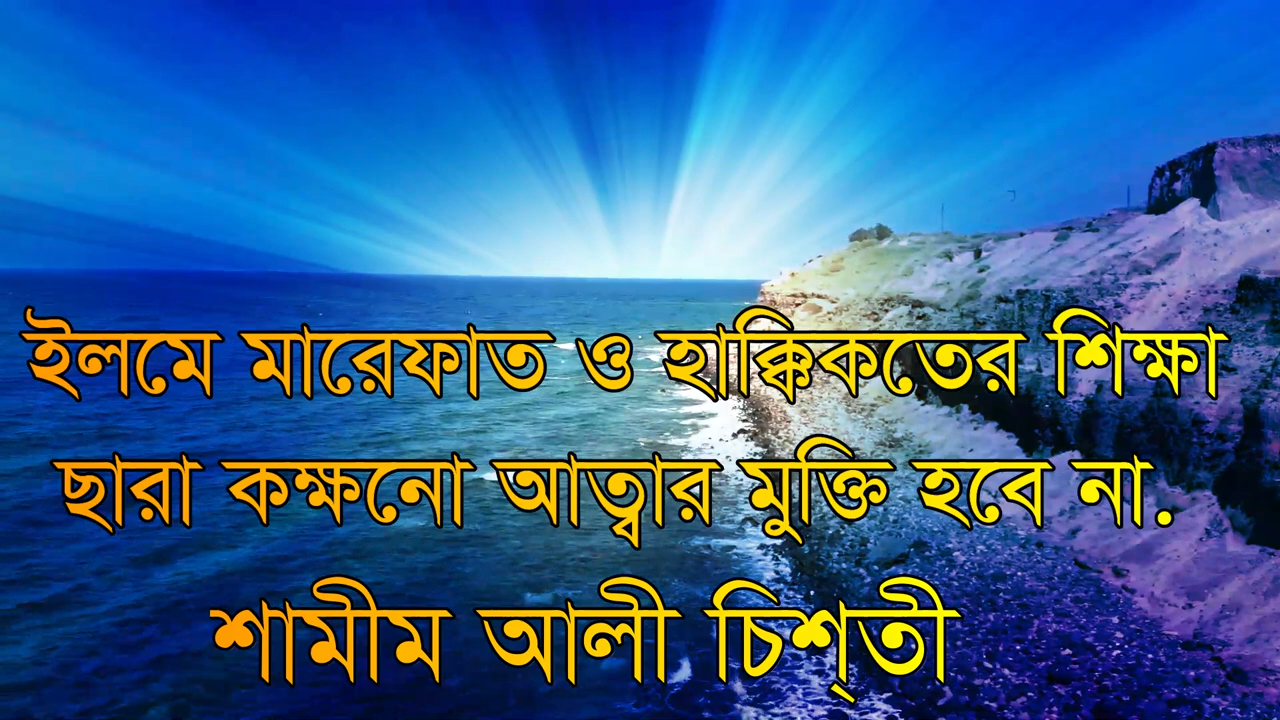 ইলমে মারেফাত ও হাক্কিকতের শিক্ষা
ছারা কক্ষনো আত্বার মুক্তি হবে না.
শামীম আলী চিশ্‌তী